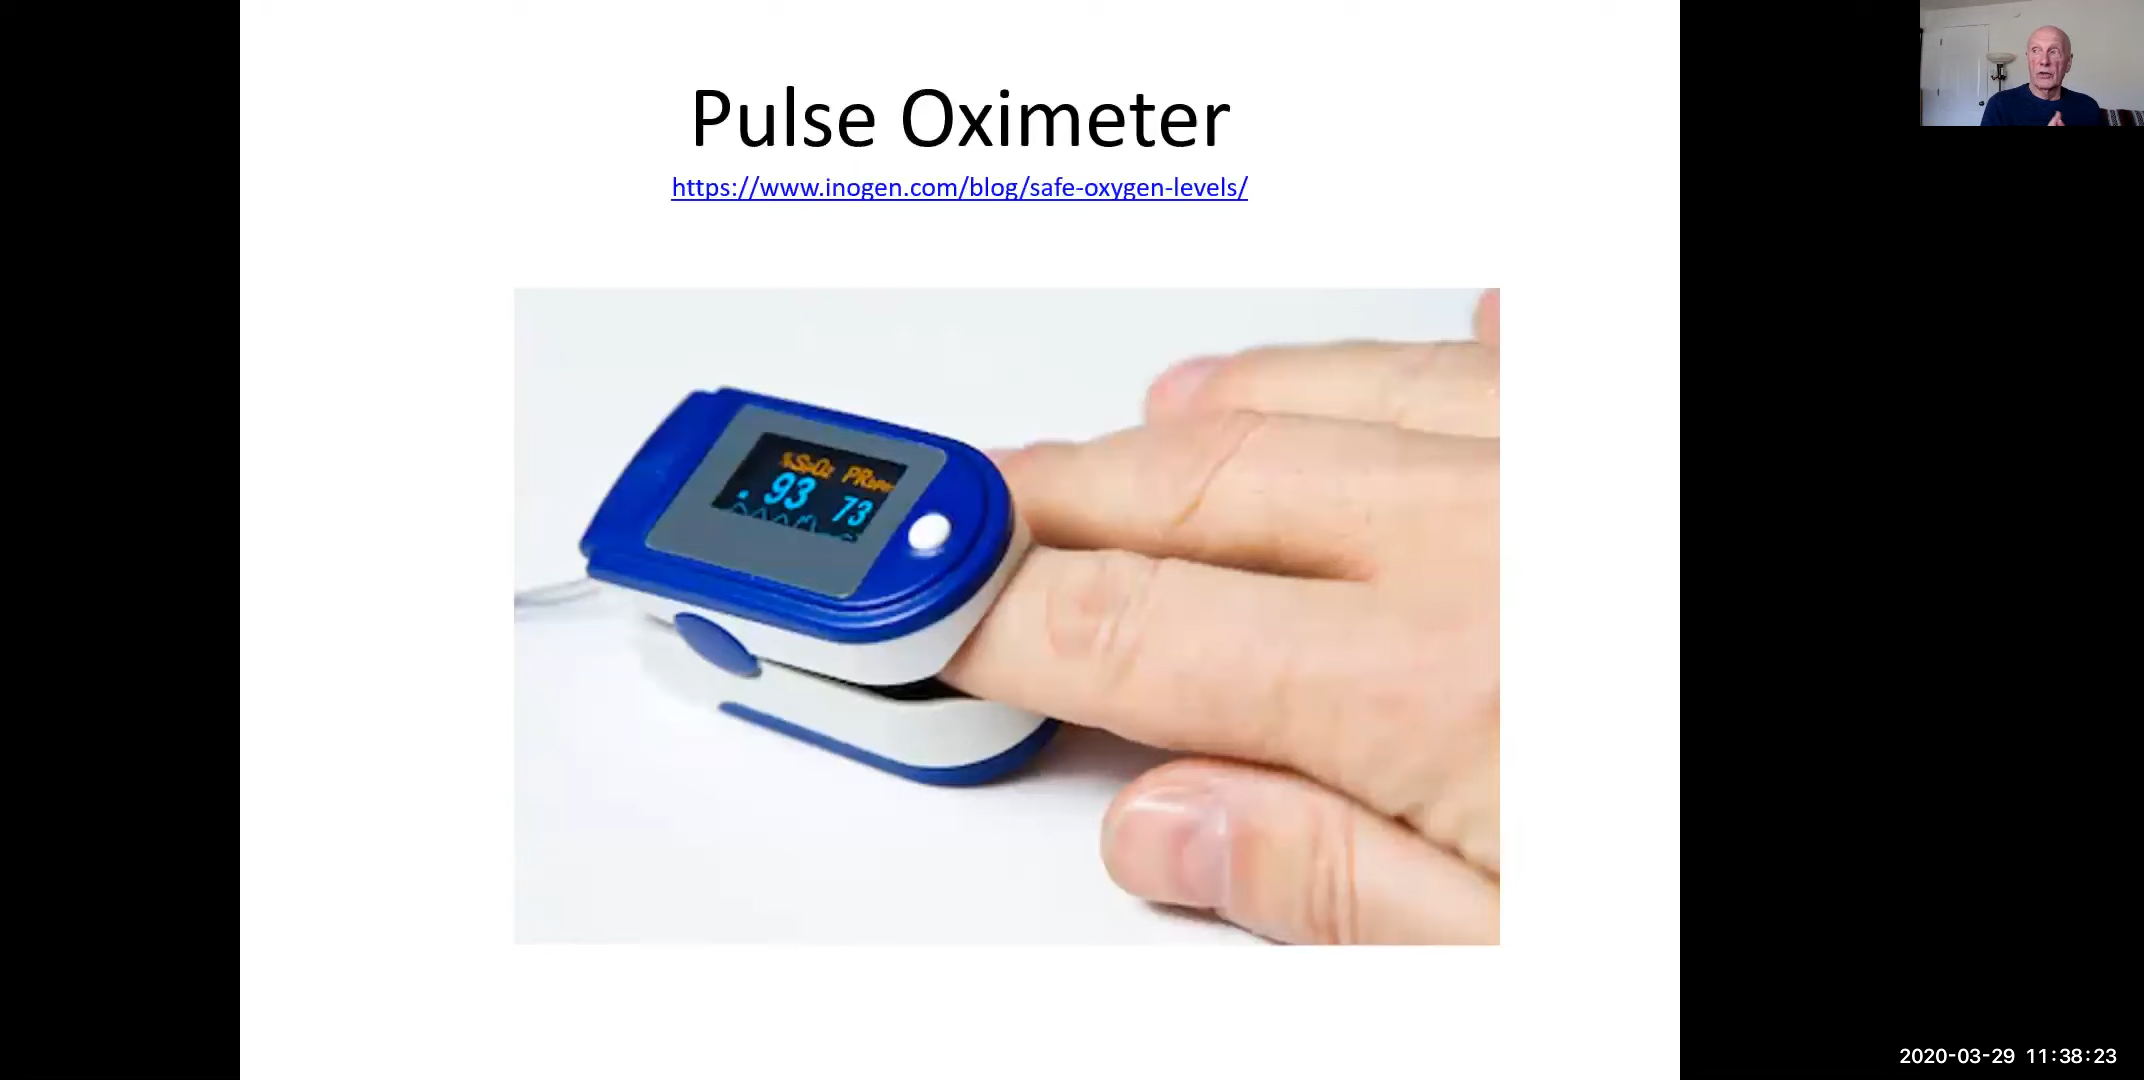 Pulse Oximeter
https://www.inogen.com/blog/safe-oxygen-levels/
%SpO2 PRbpm
93 73
2020-03-29 11:38:23